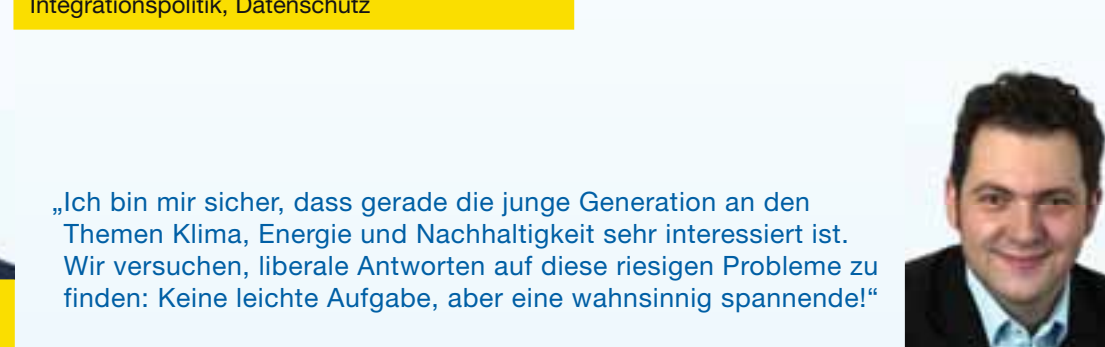 Integrationspolitik, Datenschutz
„Ich bin mir sicher, dass gerade die junge Generation an den
Themen Klima, Energie und Nachhaltigkeit sehr interessiert ist.
Wir versuchen, liberale Antworten auf diese riesigen Probleme zu
finden: Keine leichte Aufgabe, aber eine wahnsinnig spannende!“